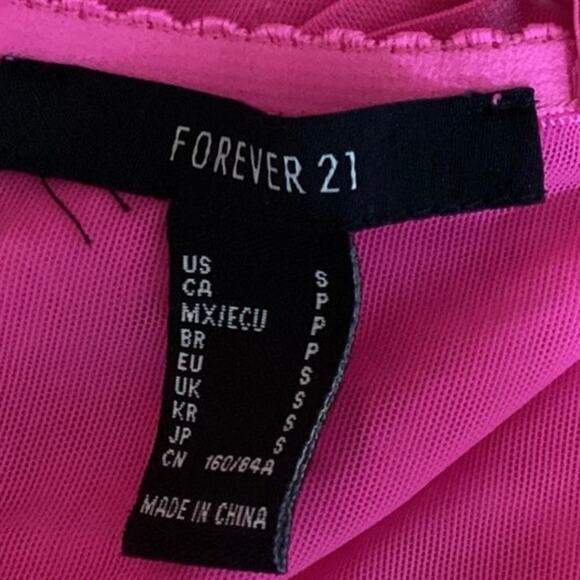 FOREVER 21
US S
CA P
MX/ECU P
BR P
EU S
UK S
KR S
JP S
CN 160/84A
MADE IN CHINA